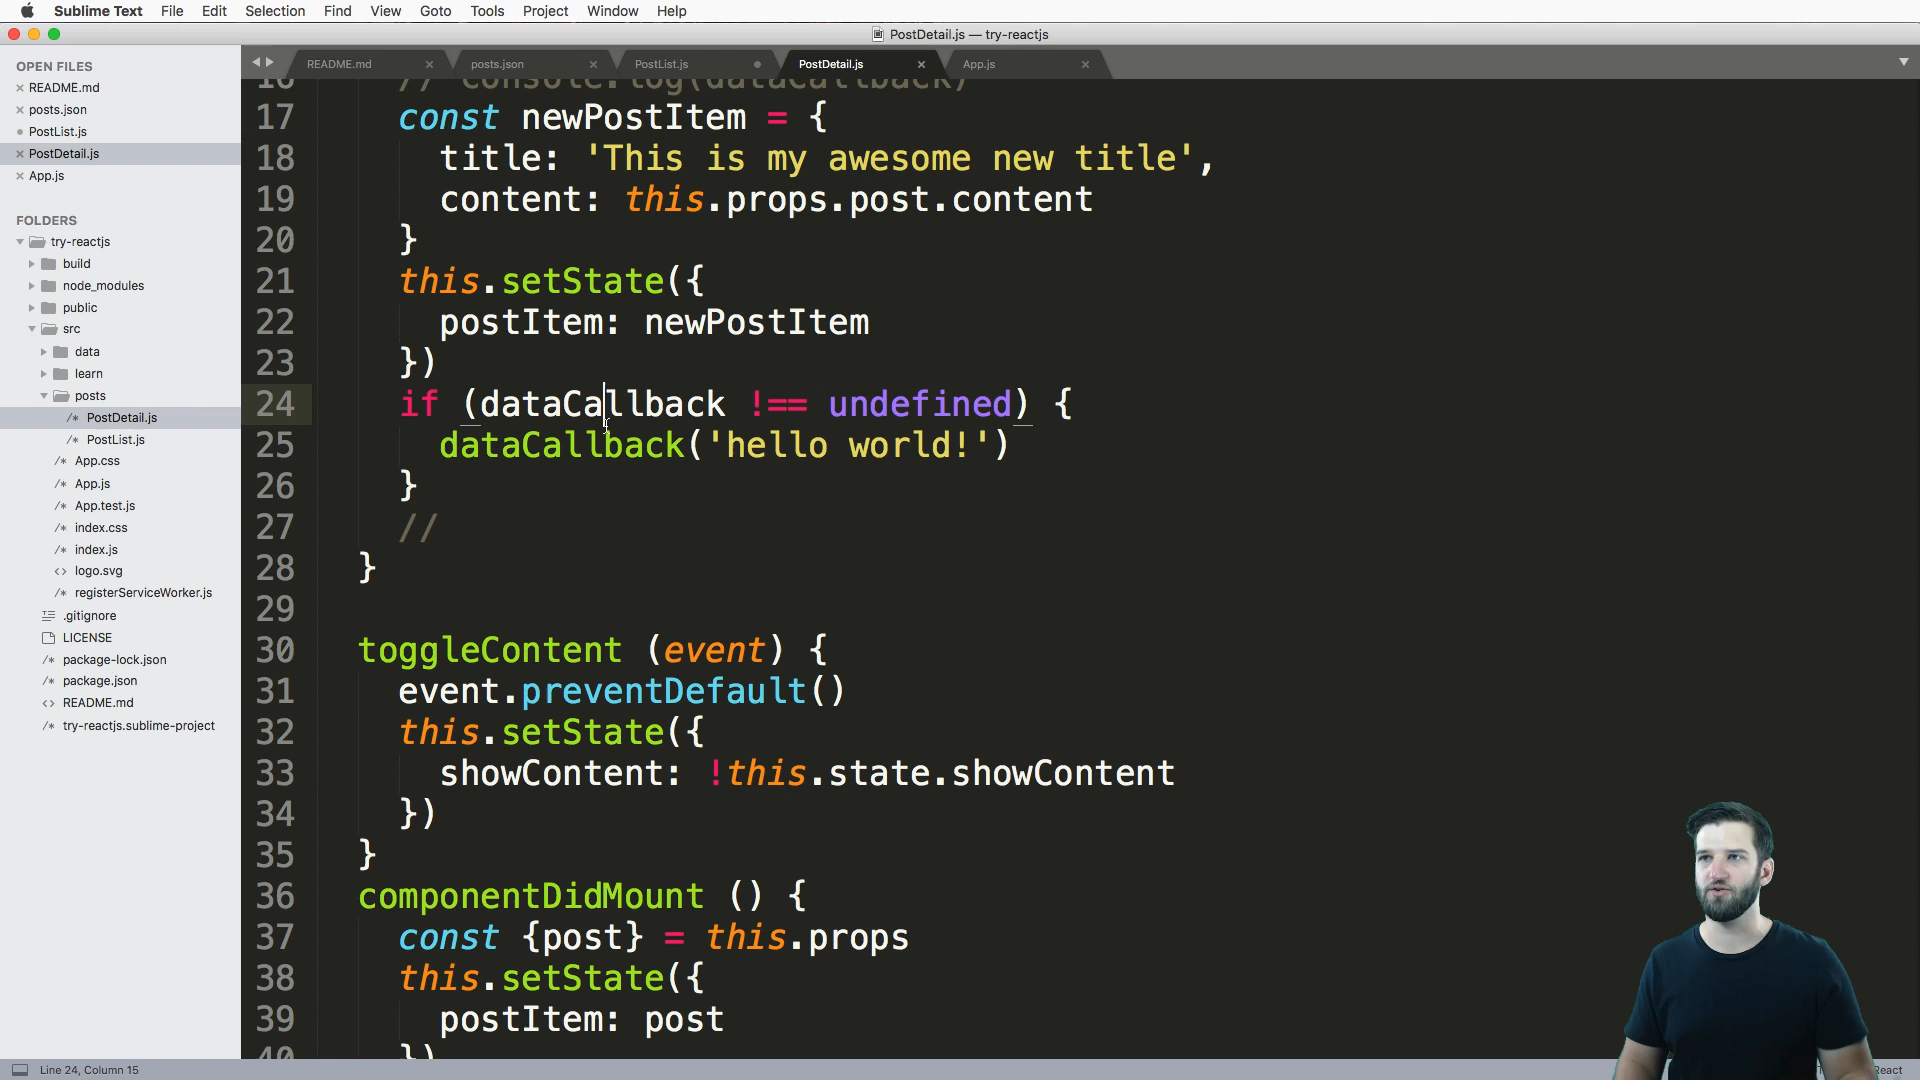 Sublime Text File Edit Selection Find View Goto Tools Project Window Help
PostDetail.js — try-reactjs
OPEN FILES
README.md
posts.json
PostList.js
PostDetail.js
App.js
FOLDERS
try-reactjs
build
node_modules
public
src
data
learn
posts
/* PostDetail.js
/* PostList.js
/* App.css
/* App.js
/* App.test.js
/* index.css
/* index.js
<> logo.svg
/* registerServiceWorker.js
.gitignore
LICENSE
/* package-lock.json
/* package.json
<> README.md
/* try-reactjs.sublime-project
README.md posts.json PostList.js PostDetail.js App.js
16 // console.log(dataCallback)
17 const newPostItem = {
18 title: 'This is my awesome new title',
19 content: this.props.post.content
20 }
21 this.setState({
22 postItem: newPostItem
23 })
24 if (dataCallback !== undefined) {
25 dataCallback('hello world!')
26 }
27 //
28 }
29
30 toggleContent (event) {
31 event.preventDefault()
32 this.setState({
33 showContent: !this.state.showContent
34 })
35 }
36 componentDidMount () {
37 const {post} = this.props
38 this.setState({
39 postItem: post
40 })
Line 24, Column 15
React